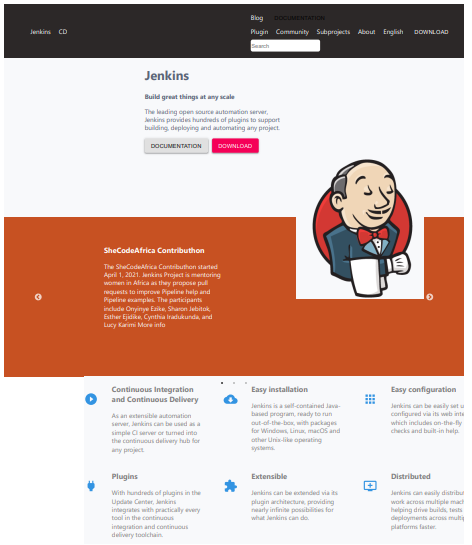 Blog DOCUMENTATION
Jenkins CD Plugin Community Subprojects About English DOWNLOAD
Search
Jenkins
Build great things at any scale
The leading open source automation server,
Jenkins provides hundreds of plugins to support
building, deploying and automating any project.
DOCUMENTATION DOWNLOAD
SheCodeAfrica Contributhon
The SheCodeAfrica Contributhon started
April 1, 2021. Jenkins Project is mentoring
women in Africa as they propose pull
requests to improve Pipeline help and
Pipeline examples. The participants
include Onyinye Ezike, Sharon Jebitok,
Esther Ejidike, Cynthia Iradukunda, and
Lucy Karimi More info
Continuous Integration
and Continuous Delivery
As an extensible automation
server, Jenkins can be used as a
simple CI server or turned into
the continuous delivery hub for
any project.
Easy installation
Jenkins is a self-contained Java-
based program, ready to run
out-of-the-box, with packages
for Windows, Linux, macOS and
other Unix-like operating
systems.
Easy configuration
Jenkins can be easily set u
configured via its web inte
which includes on-the-fly
checks and built-in help.
Plugins
With hundreds of plugins in the
Update Center, Jenkins
integrates with practically every
tool in the continuous
integration and continuous
delivery toolchain.
Extensible
Jenkins can be extended via its
plugin architecture, providing
nearly infinite possibilities for
what Jenkins can do.
Distributed
Jenkins can easily distribu
work across multiple mach
helping drive builds, tests
deployments across multip
platforms faster.